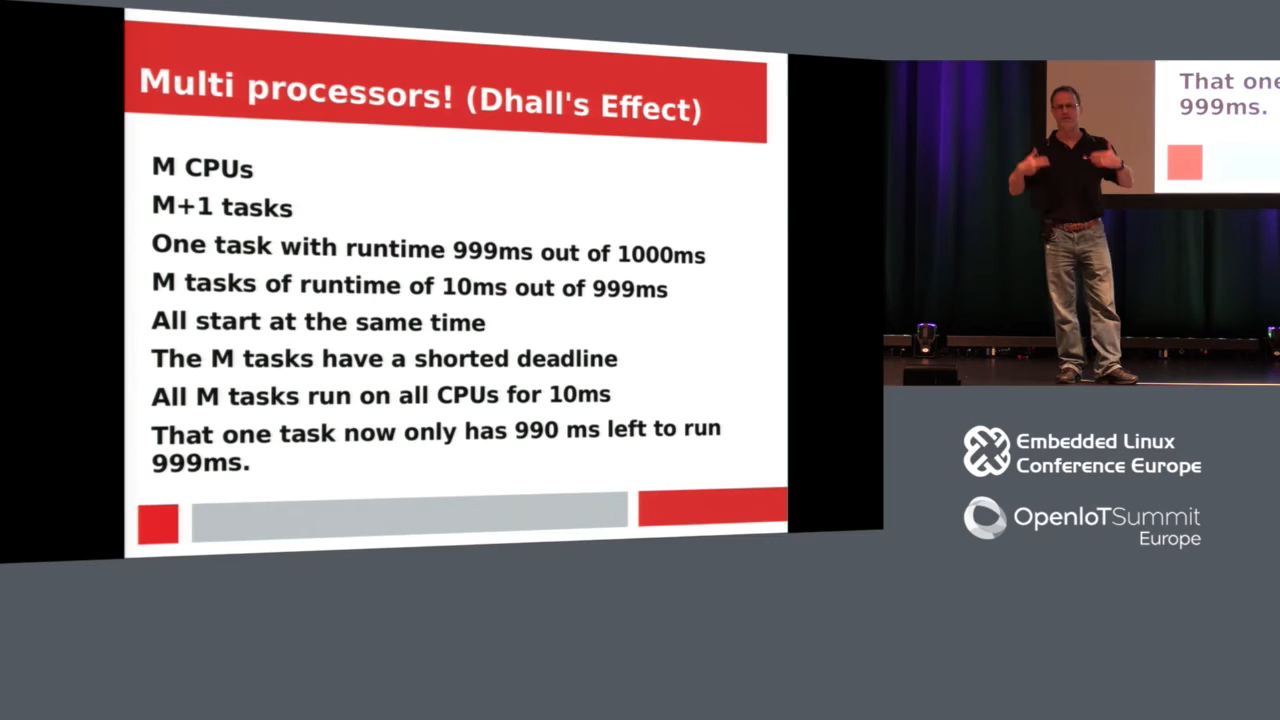 Multi processors! (Dhall's Effect)
M CPUs
M+1 tasks
One task with runtime 999ms out of 1000ms
M tasks of runtime of 10ms out of 999ms
All start at the same time
The M tasks have a shorted deadline
All M tasks run on all CPUs for 10ms
That one task now only has 990 ms left to run
999ms.
That one
999ms.
Embedded Linux
Conference Europe
OpenIoTSummit
Europe